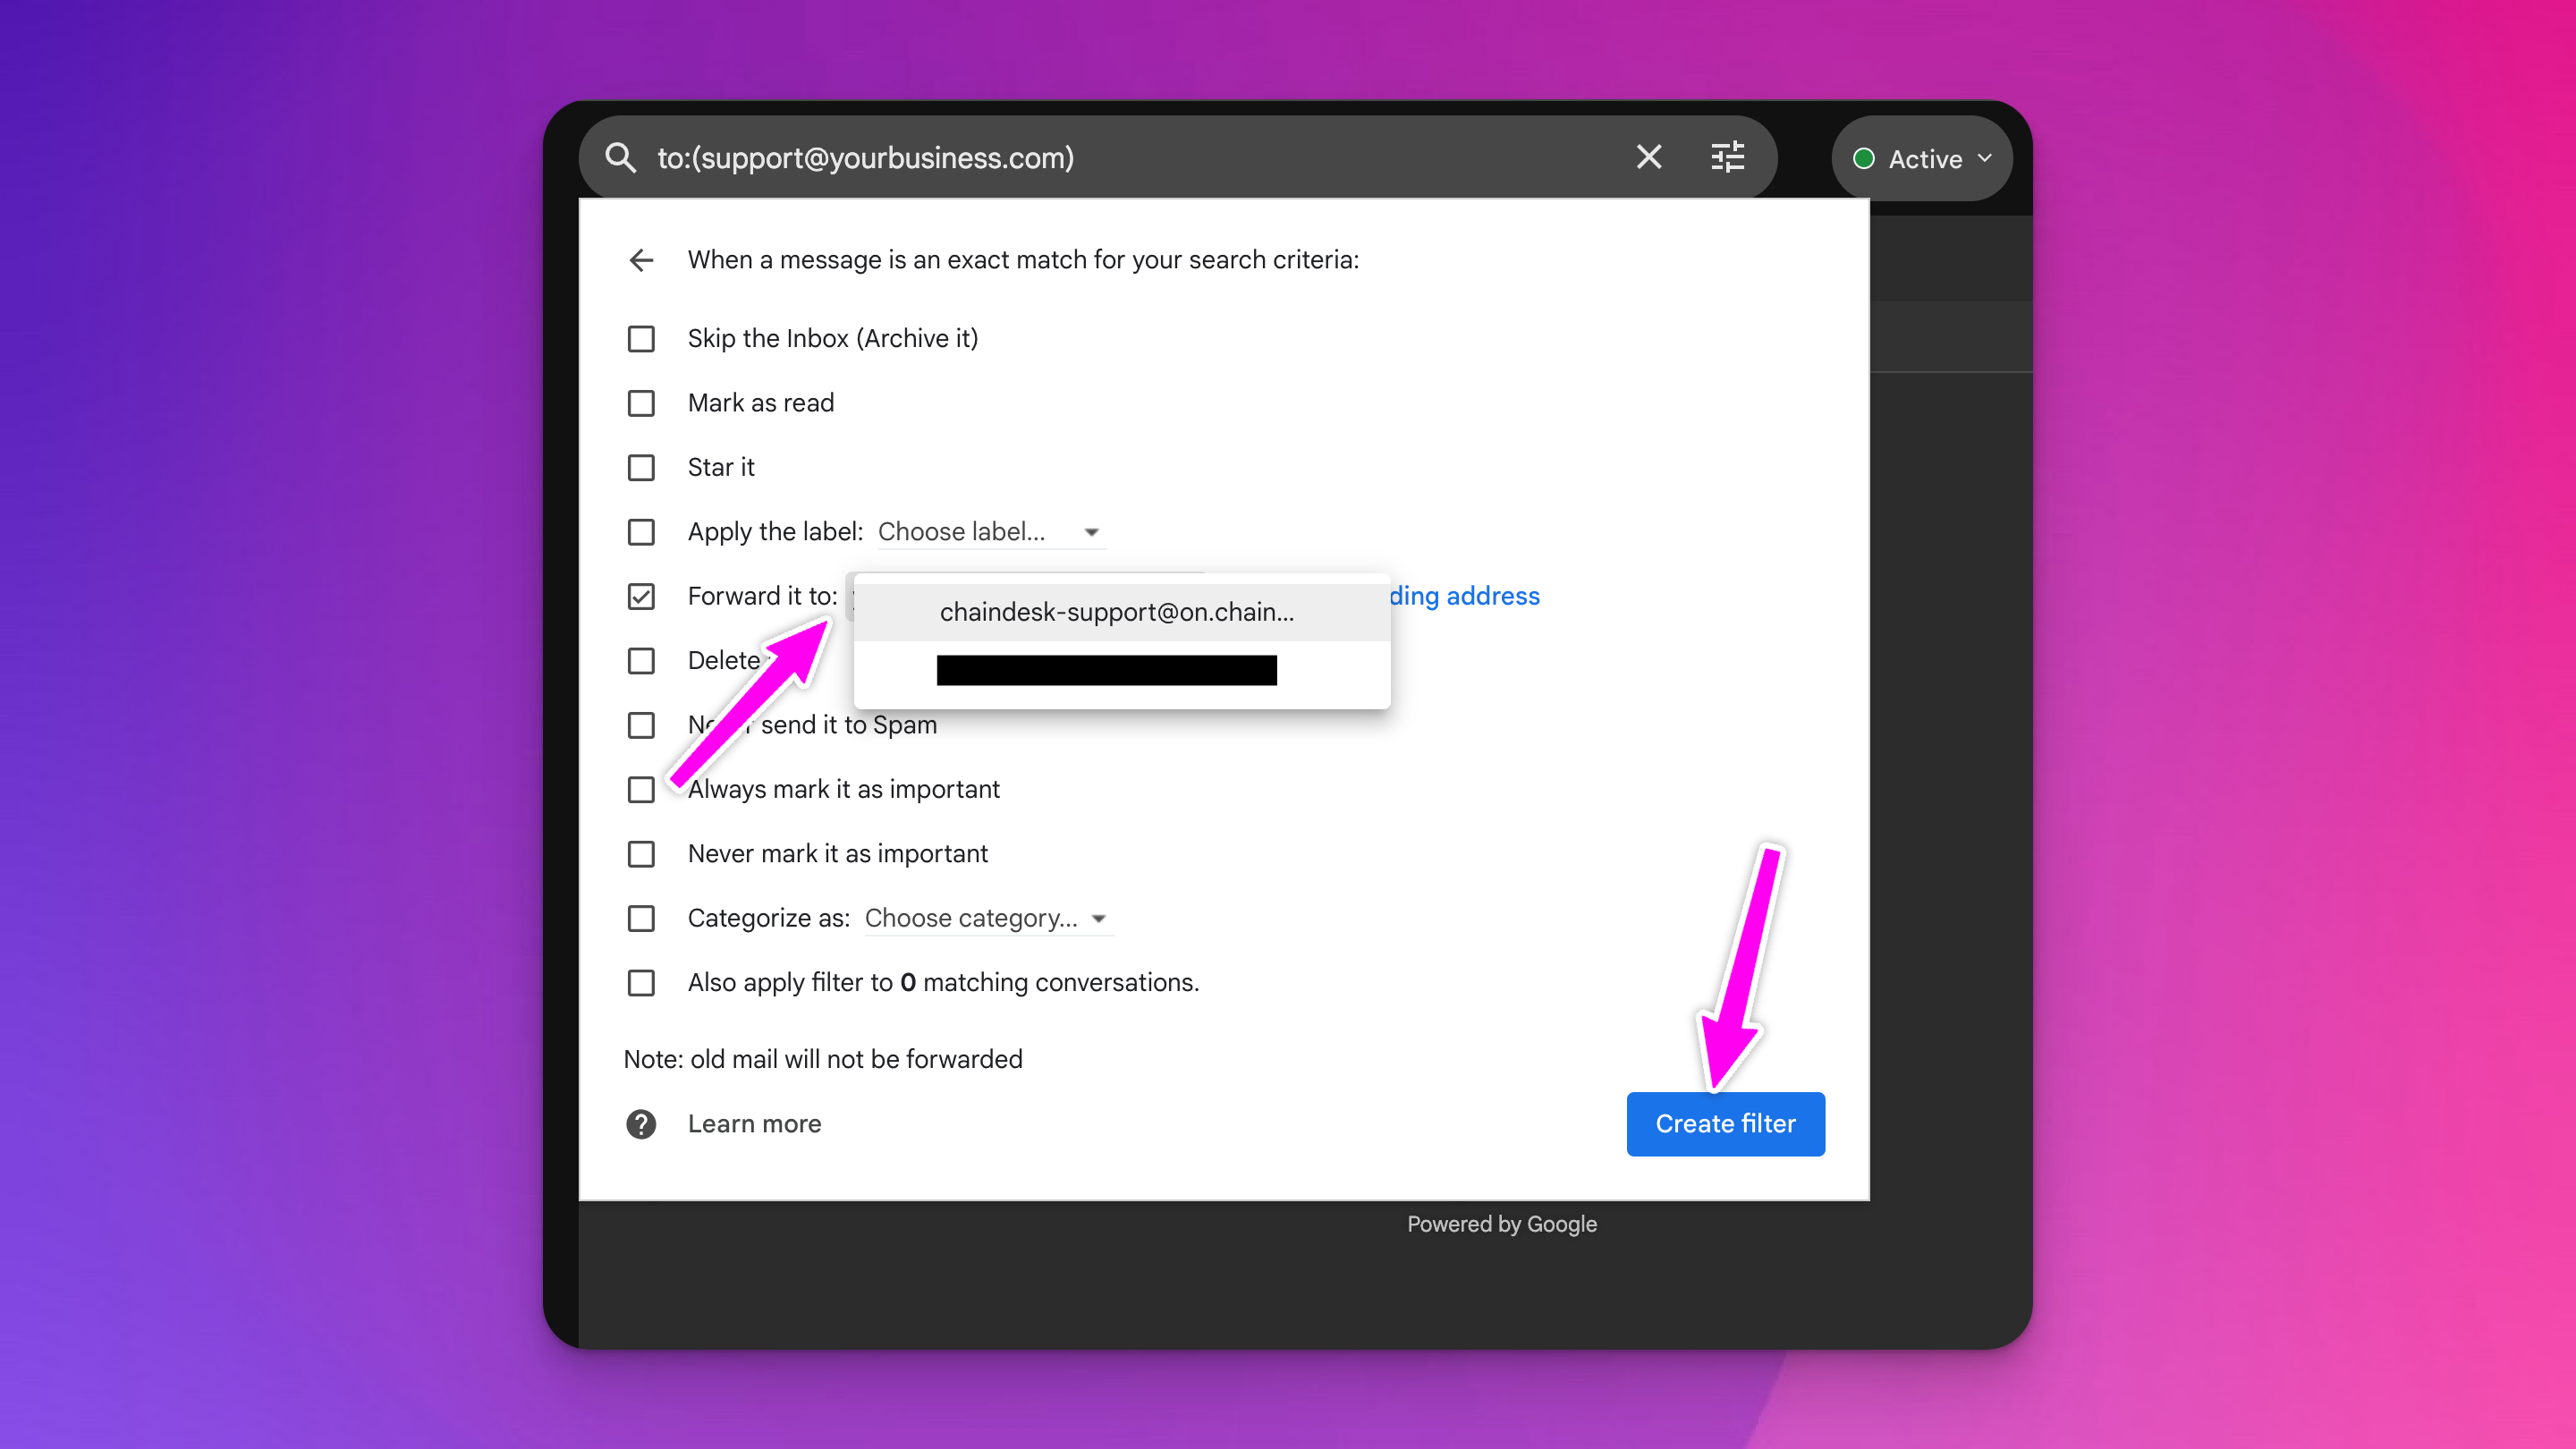 to:(support@yourbusiness.com)
Active
When a message is an exact match for your search criteria:
Skip the Inbox (Archive it)
Mark as read
Star it
Apply the label: Choose label...
Forward it to: ding address
chaindesk-support@on.chain...
Delete
send it to Spam
Always mark it as important
Never mark it as important
Categorize as: Choose category...
Also apply filter to 0 matching conversations.
Note: old mail will not be forwarded
Learn more
Create filter
Powered by Google